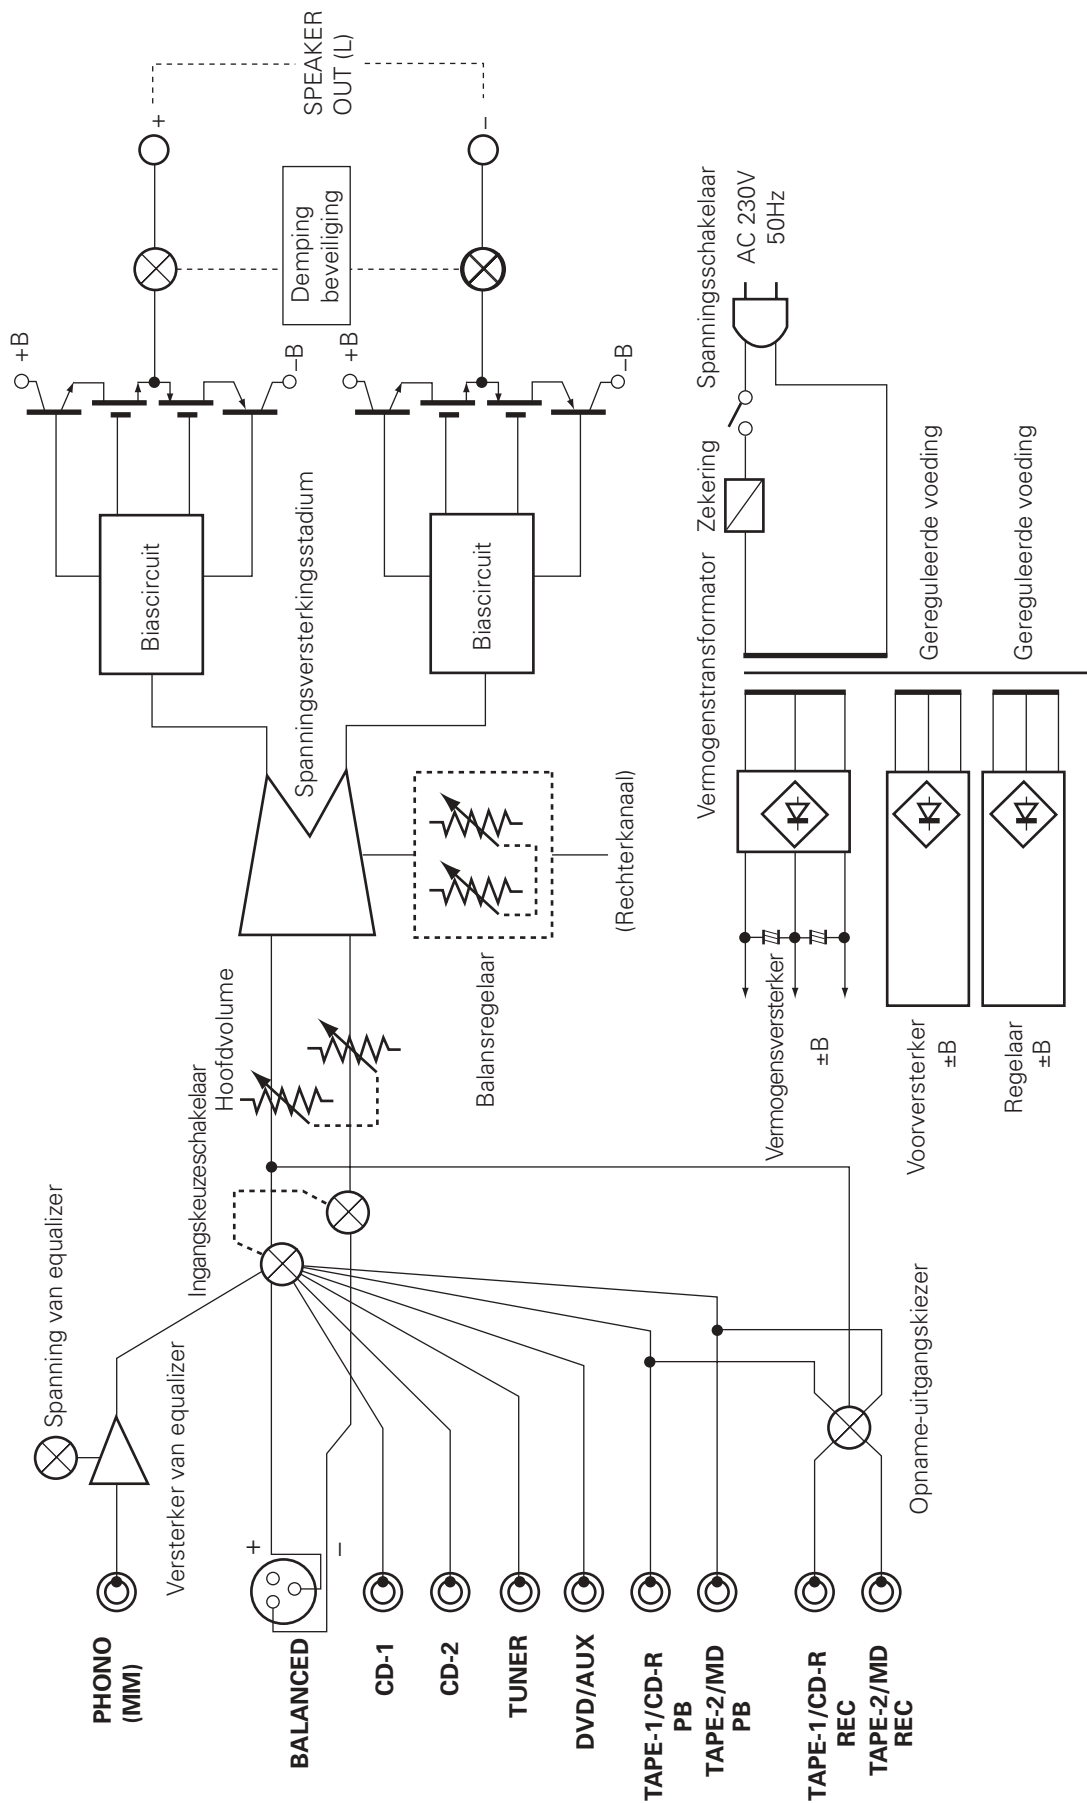 PHONO
(MM)
BALANCED
CD-1
CD-2
TUNER
DVD/AUX
TAPE-1/CD-R
PB
TAPE-2/MD
PB
TAPE-1/CD-R
REC
TAPE-2/MD
REC
Spanning van equalizer
Versterker van equalizer
+
–
Ingangskeuzeschakelaar
Hoofdvolume
Opname-uitgangskiezer
Balansregelaar
(Rechterkanaal)
Spanningsversterkingsstadium
Biascircuit
Biascircuit
+B
–B
+B
–B
Demping
beveiliging
+
–
SPEAKER
OUT (L)
Vermogensversterker
±B
Voorversterker
±B
Regelaar
±B
Vermogenstransformator
Zekering
Spanningsschakelaar
AC 230V
50Hz
Gereguleerde voeding
Gereguleerde voeding